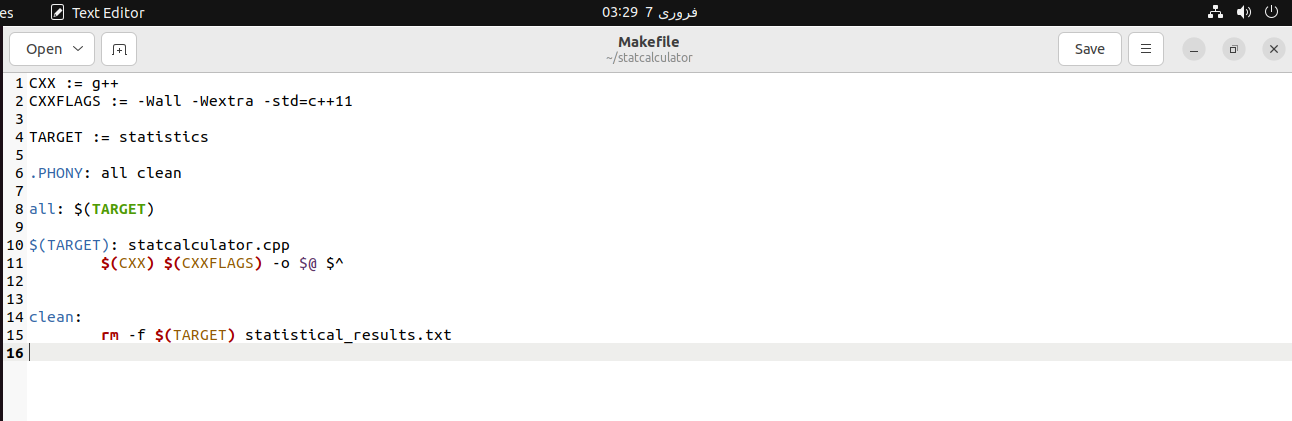 es Text Editor 03:29 7 فروری
Open Makefile Save
~/statcalculator
1 CXX := g++
2 CXXFLAGS := -Wall -Wextra -std=c++11
3
4 TARGET := statistics
5
6 .PHONY: all clean
7
8 all: $(TARGET)
9
10 $(TARGET): statcalculator.cpp
11 $(CXX) $(CXXFLAGS) -o $@ $^
12
13
14 clean:
15 rm -f $(TARGET) statistical_results.txt
16